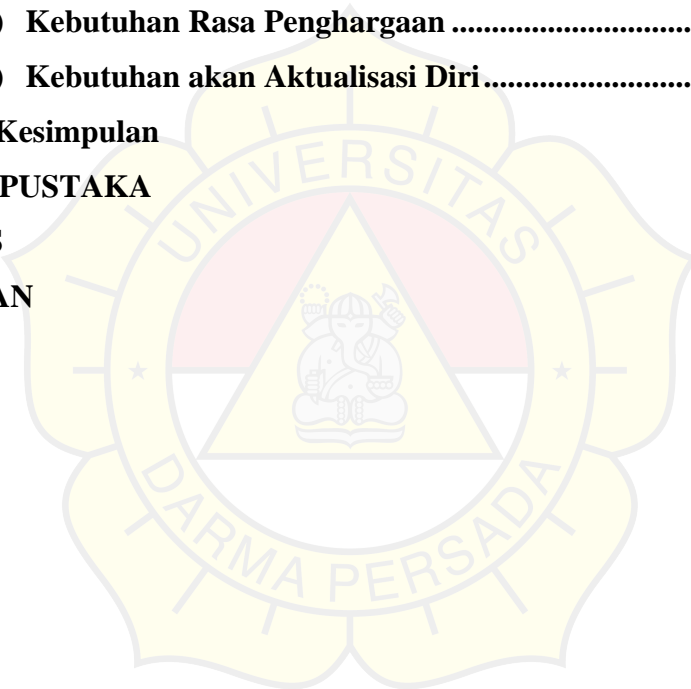 ) Kebutuhan Rasa Penghargaan ..............................
) Kebutuhan akan Aktualisasi Diri ..........................
Kesimpulan
PUSTAKA
S
AN
UNIVERSITAS
DARMA PERSADA